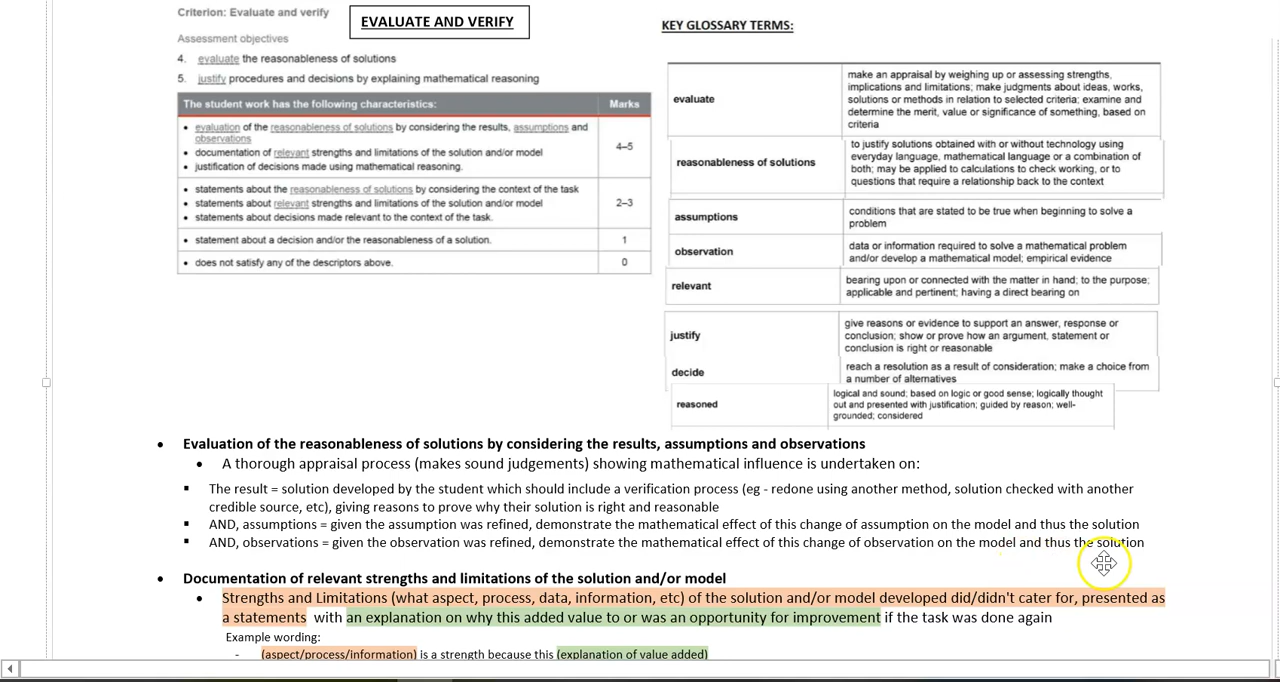 Criterion: Evaluate and verify
EVALUATE AND VERIFY
Assessment objectives
4. evaluate the reasonableness of solutions
5. justify procedures and decisions by explaining mathematical reasoning
The student work has the following characteristics: Marks
• evaluation of the reasonableness of solutions by considering the results, assumptions and
observations
• documentation of relevant strengths and limitations of the solution and/or model
• justification of decisions made using mathematical reasoning.
4–5
• statements about the reasonableness of solutions by considering the context of the task
• statements about relevant strengths and limitations of the solution and/or model
• statements about decisions made relevant to the context of the task.
2–3
• statement about a decision and/or the reasonableness of a solution. 1
• does not satisfy any of the descriptors above. 0
KEY GLOSSARY TERMS:
evaluate
make an appraisal by weighing up or assessing strengths,
implications and limitations; make judgments about ideas, works,
solutions or methods in relation to selected criteria; examine and
determine the merit, value or significance of something, based on
criteria
reasonableness of solutions
to justify solutions obtained with or without technology using
everyday language, mathematical language or a combination of
both; may be applied to calculations to check working, or to
questions that require a relationship back to the context
assumptions
conditions that are stated to be true when beginning to solve a
problem
observation
data or information required to solve a mathematical problem
and/or develop a mathematical model; empirical evidence
relevant
bearing upon or connected with the matter in hand; to the purpose;
applicable and pertinent; having a direct bearing on
justify
give reasons or evidence to support an answer, response or
conclusion; show or prove how an argument, statement or
conclusion is right or reasonable
decide
reach a resolution as a result of consideration; make a choice from
a number of alternatives
reasoned
logical and sound; based on logic or good sense; logically thought
out and presented with justification; guided by reason; well-
grounded; considered
• Evaluation of the reasonableness of solutions by considering the results, assumptions and observations
• A thorough appraisal process (makes sound judgements) showing mathematical influence is undertaken on:
▪ The result = solution developed by the student which should include a verification process (eg - redone using another method, solution checked with another
credible source, etc), giving reasons to prove why their solution is right and reasonable
▪ AND, assumptions = given the assumption was refined, demonstrate the mathematical effect of this change of assumption on the model and thus the solution
▪ AND, observations = given the observation was refined, demonstrate the mathematical effect of this change of observation on the model and thus the solution
• Documentation of relevant strengths and limitations of the solution and/or model
• Strengths and Limitations (what aspect, process, data, information, etc) of the solution and/or model developed did/didn't cater for, presented as
a statements with an explanation on why this added value to or was an opportunity for improvement if the task was done again
Example wording:
- (aspect/process/information) is a strength because this (explanation of value added)